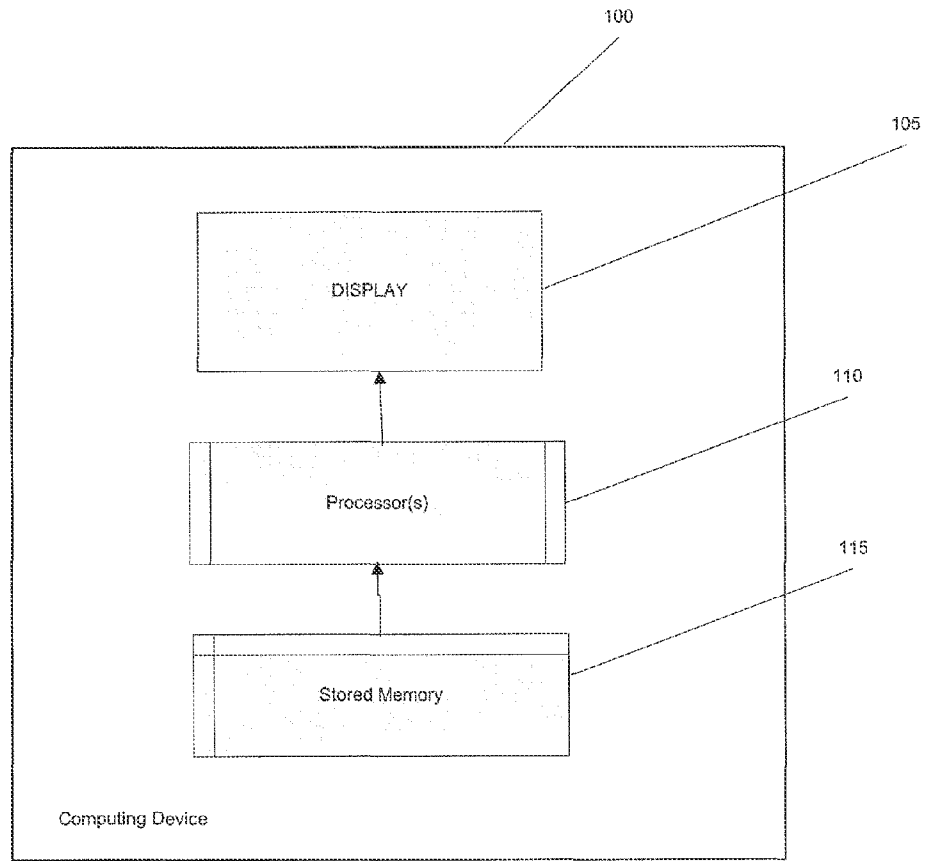 100
105
DISPLAY
110
Processor(s)
115
Stored Memory
Computing Device